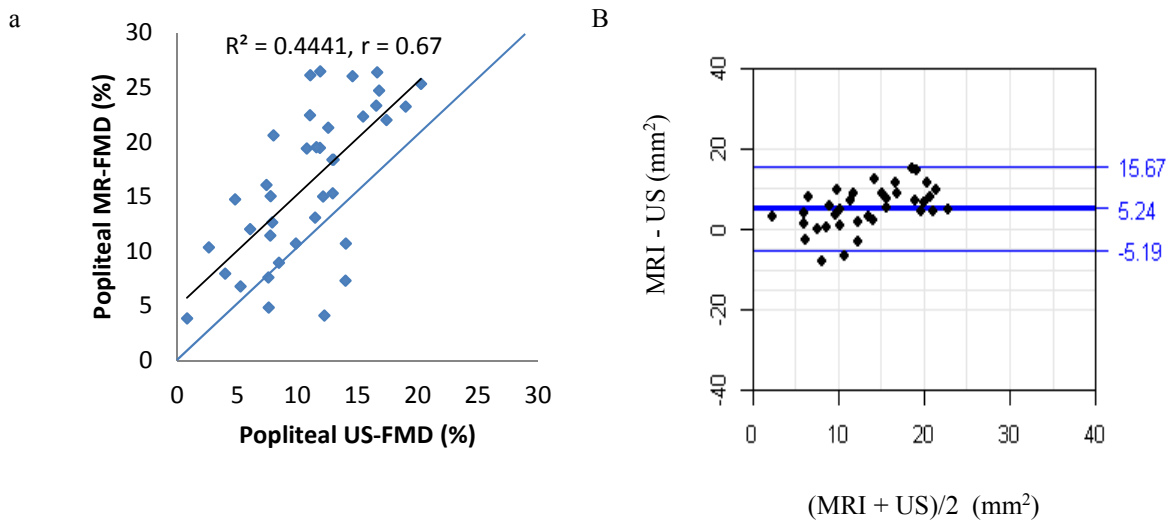 a
R² = 0.4441, r = 0.67
30
25
20
15
10
5
0
Popliteal MR-FMD (%)
0 5 10 15 20 25 30
Popliteal US-FMD (%)
B
40
20
0
-20
-40
MRI - US (mm²)
15.67
5.24
-5.19
0 10 20 30 40
(MRI + US)/2 (mm²)